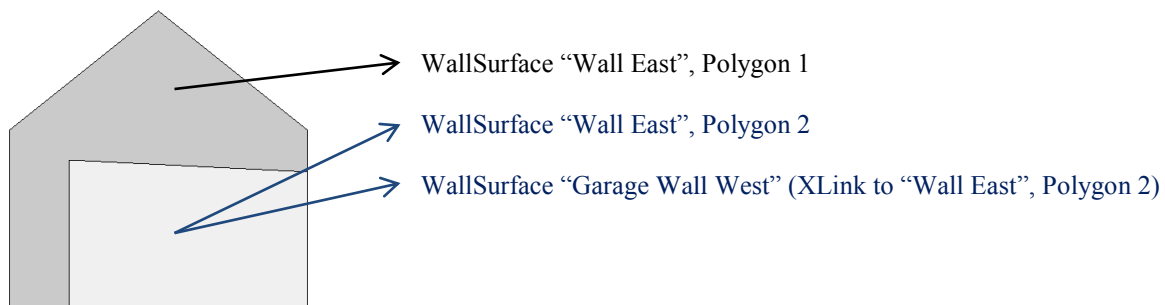 WallSurface “Wall East”, Polygon 1
WallSurface “Wall East”, Polygon 2
WallSurface “Garage Wall West” (XLink to “Wall East”, Polygon 2)